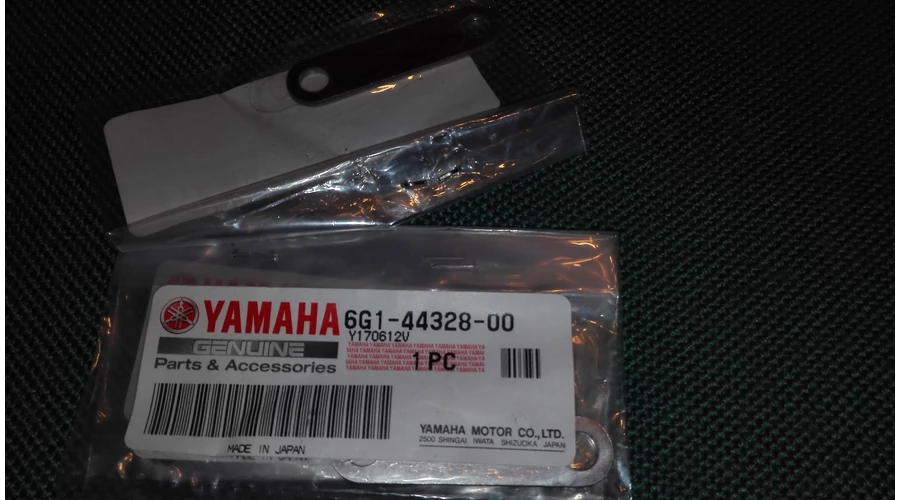 YAMAHA 6G1-44328-00
Y170612V
GENUINE
Parts & Accessories
1 PC
YAMAHA MOTOR CO.,LTD.
2500 SHINGAI IWATA SHIZUOKA JAPAN
MADE IN JAPAN